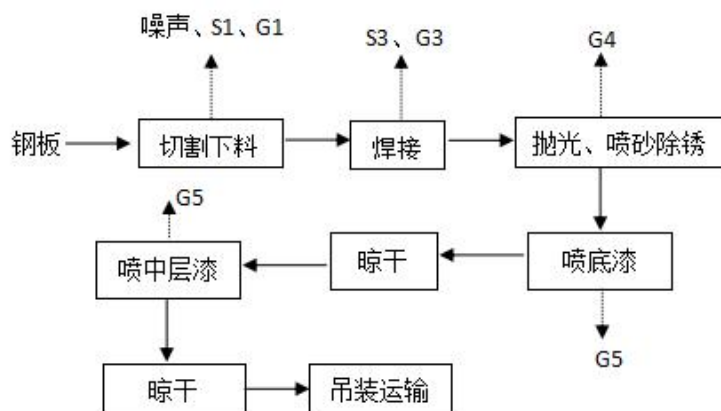 噪声、S1、G1
S3、G3
G4
钢板
切割下料
焊接
抛光、喷砂除锈
G5
喷中层漆
晾干
喷底漆
G5
晾干
吊装运输